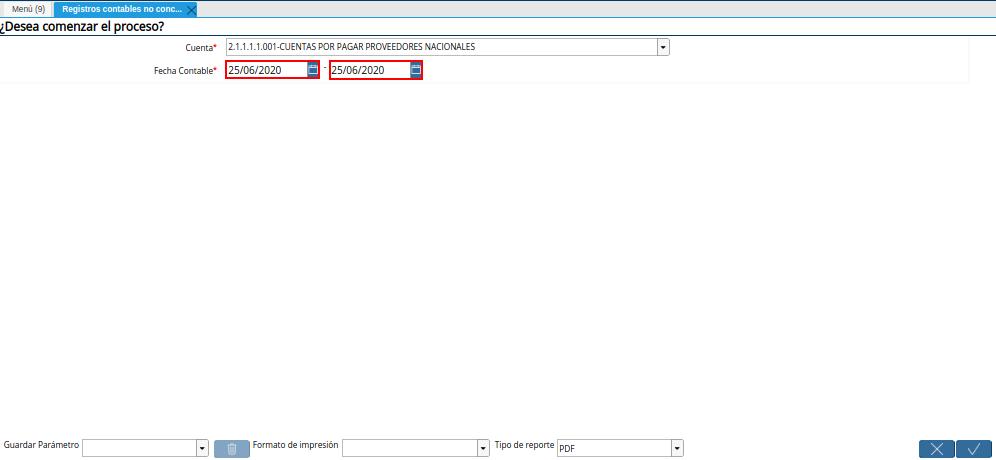 Menú (9) Registros contables no conc...
¿Desea comenzar el proceso?
Cuenta* 2.1.1.1.1.001-CUENTAS POR PAGAR PROVEEDORES NACIONALES
Fecha Contable* 25/06/2020 - 25/06/2020
Guardar Parámetro Formato de impresión Tipo de reporte PDF